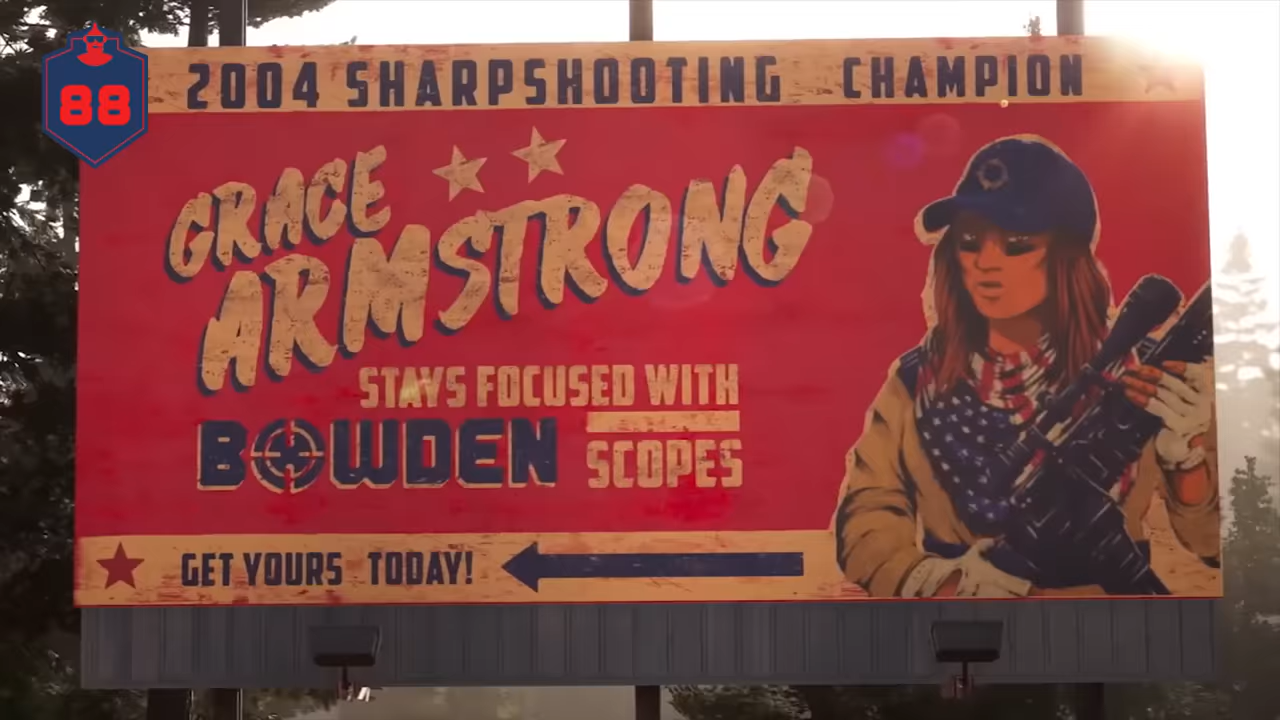 88
2004 SHARPSHOOTING CHAMPION
GRACE
ARMSTRONG
STAYS FOCUSED WITH
BOWDEN SCOPES
GET YOURS TODAY!